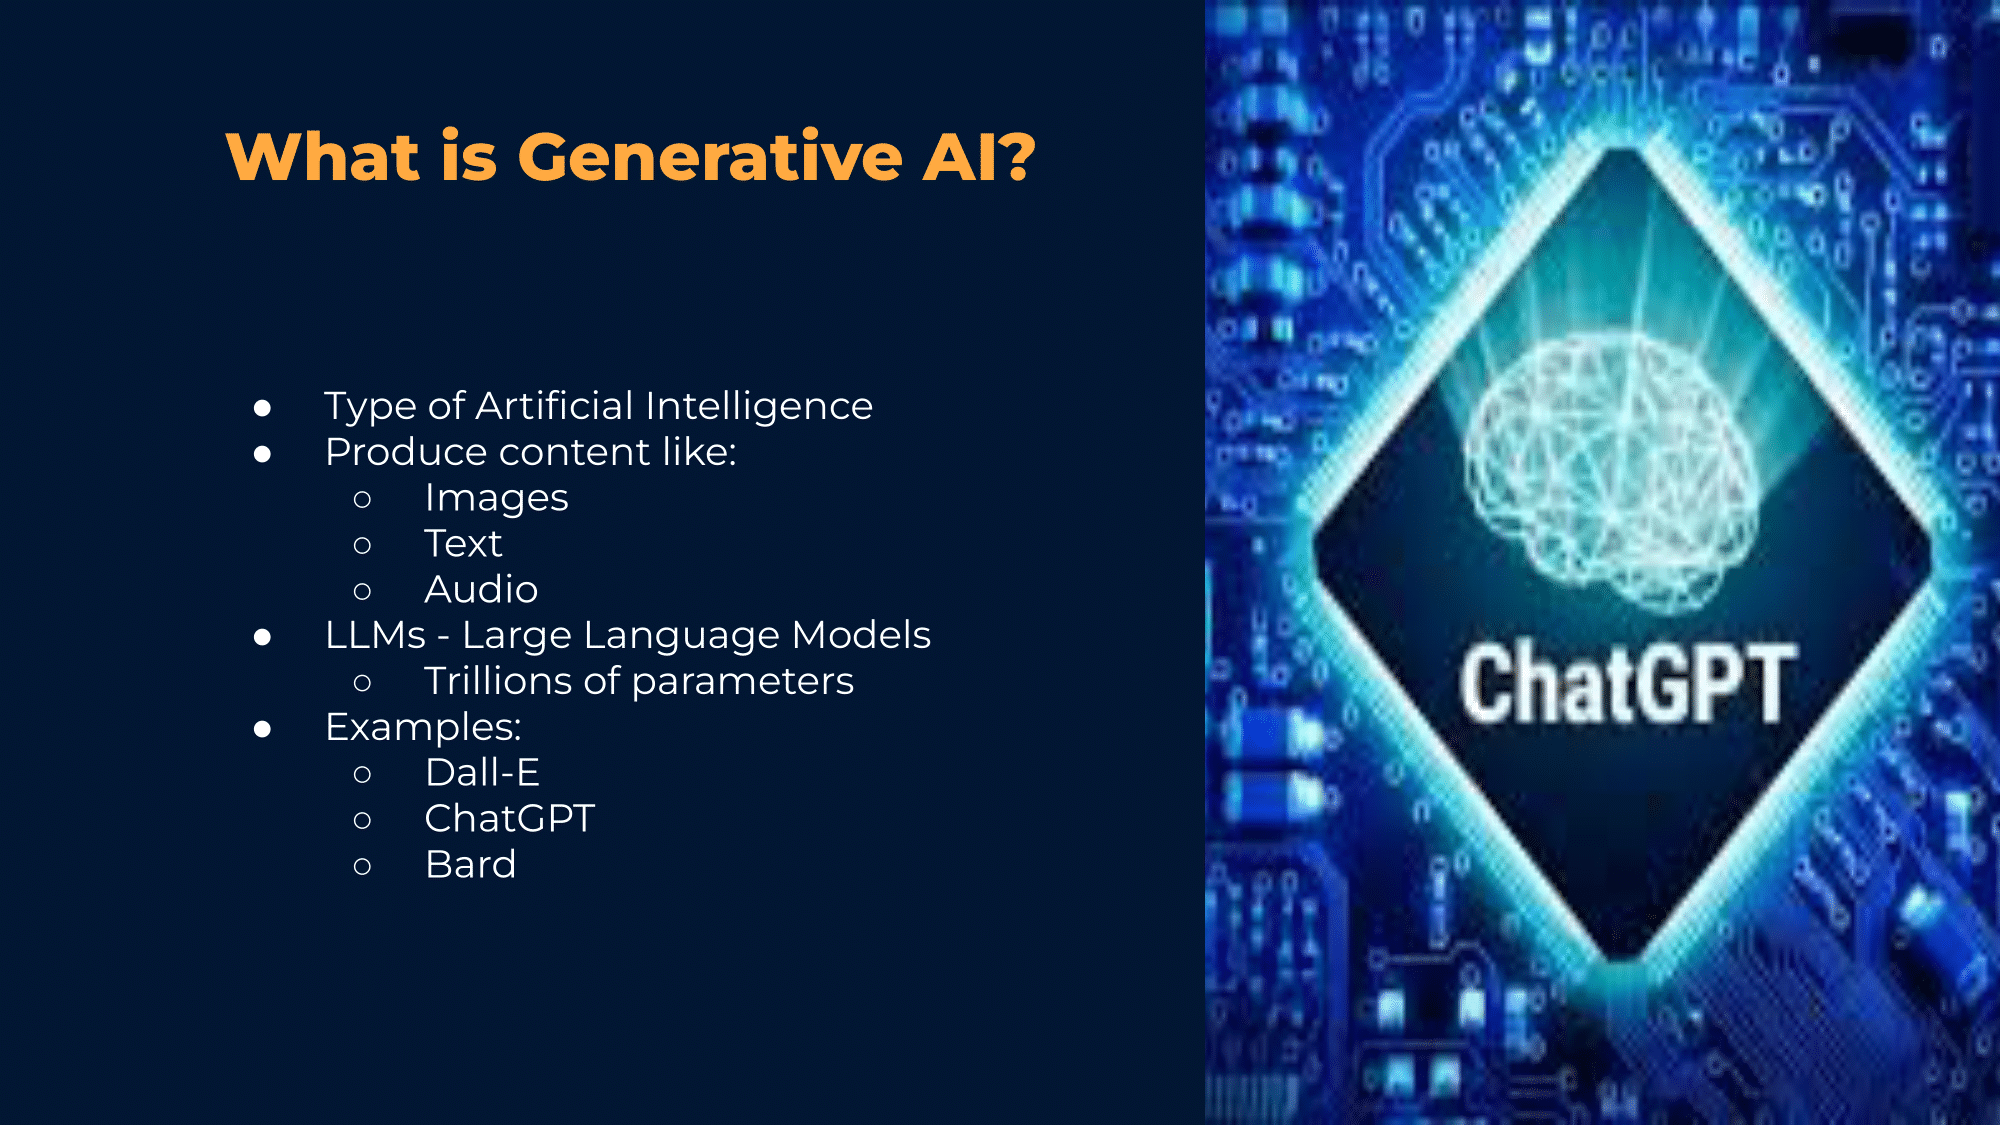 What is Generative AI?
● Type of Artificial Intelligence
● Produce content like:
○ Images
○ Text
○ Audio
● LLMs - Large Language Models
○ Trillions of parameters
● Examples:
○ Dall-E
○ ChatGPT
○ Bard
ChatGPT